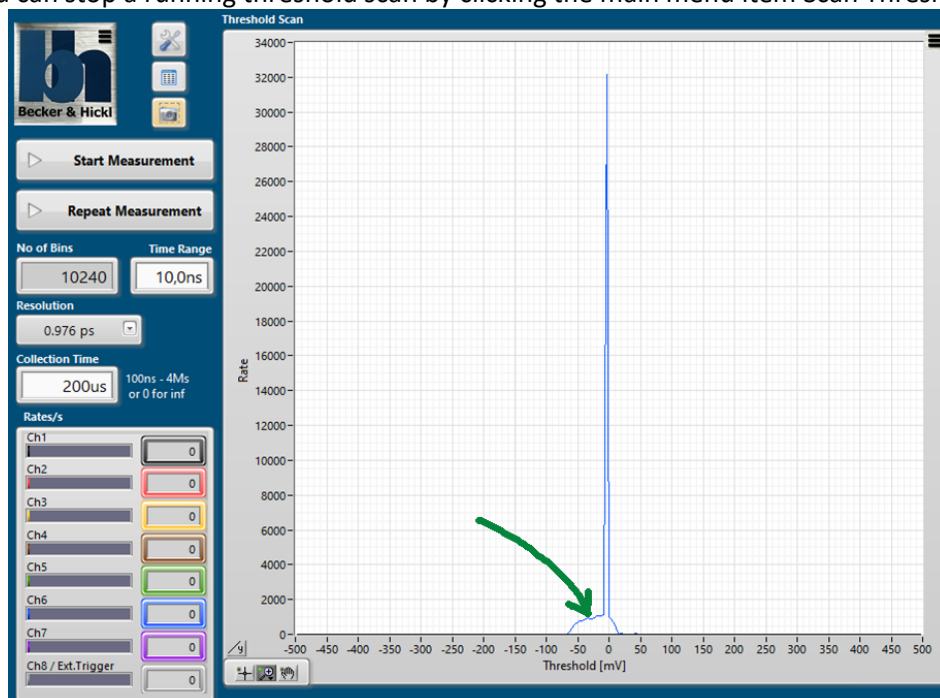 can stop a running threshold scan by clicking the main menu item Scan Thres
Threshold Scan
Becker & Hickl
Start Measurement
Repeat Measurement
No of Bins
Time Range
10240
10,0ns
Resolution
0.976 ps
Collection Time
200us
100ns - 4Ms
or 0 for inf
Rates/s
Ch1
0
Ch2
0
Ch3
0
Ch4
0
Ch5
0
Ch6
0
Ch7
0
Ch8 / Ext.Trigger
0
34000
32000
30000
28000
26000
24000
22000
20000
18000
16000
14000
12000
10000
8000
6000
4000
2000
0
Rate
-500 -450 -400 -350 -300 -250 -200 -150 -100 -50 0 50 100 150 200 250 300 350 400 450 500
Threshold [mV]